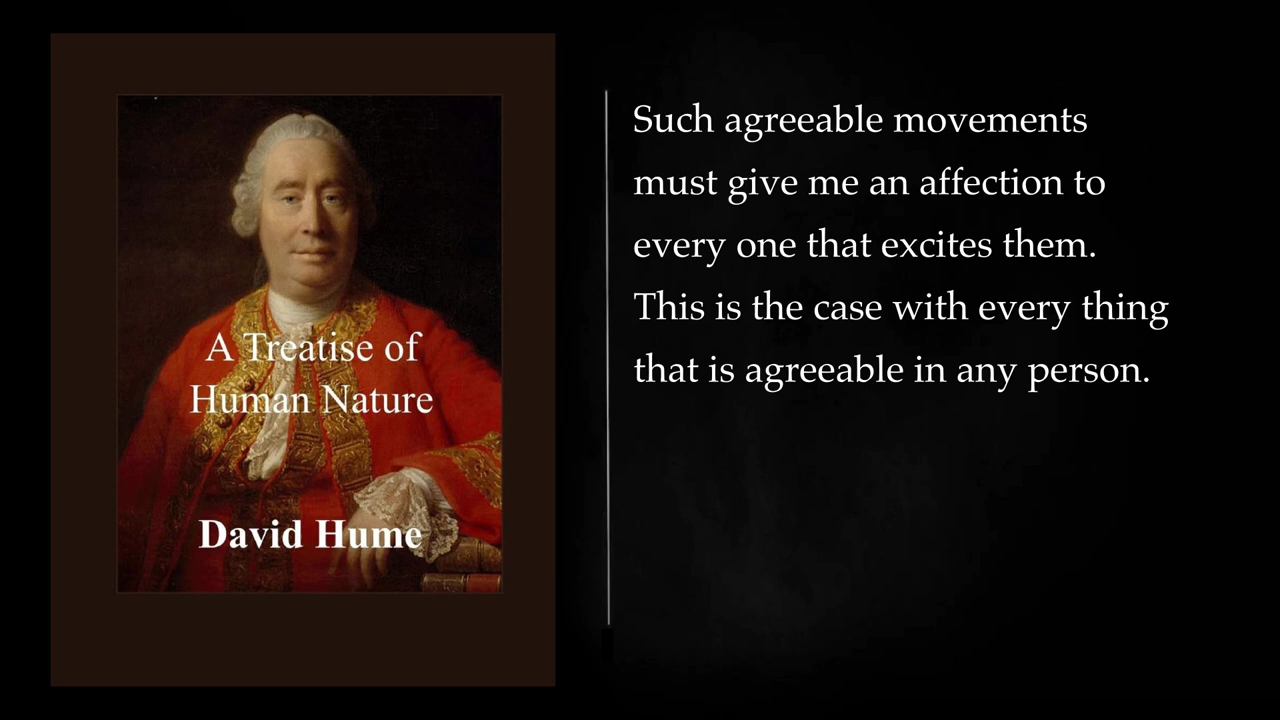 A Treatise of
Human Nature
David Hume
Such agreeable movements
must give me an affection to
every one that excites them.
This is the case with every thing
that is agreeable in any person.